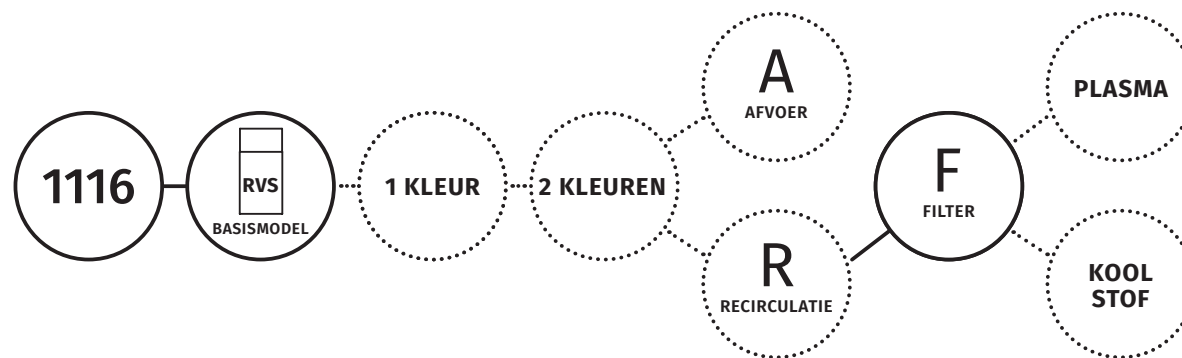 1116
RVS
BASISMODEL
1 KLEUR
2 KLEUREN
A
AFVOER
R
RECIRCULATIE
F
FILTER
PLASMA
KOOL
STOF